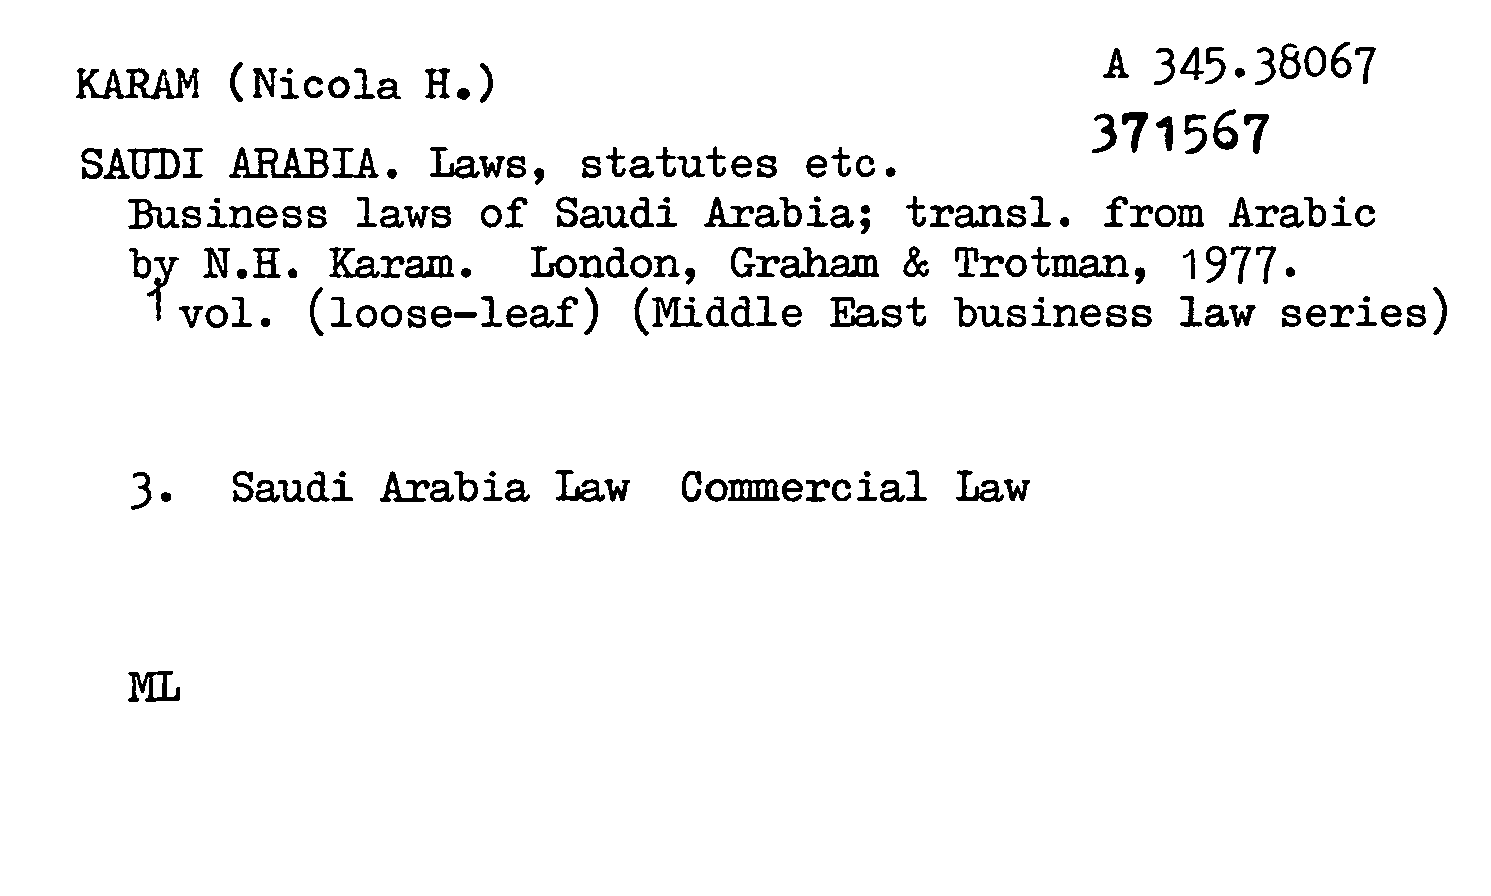 KARAM (Nicola H.)
A 345.38067
371567
SAUDI ARABIA. Laws, statutes etc.
Business laws of Saudi Arabia; transl. from Arabic
by N.H. Karam. London, Graham & Trotman, 1977.
1 vol. (loose-leaf) (Middle East business law series)
3. Saudi Arabia Law Commercial Law
ML